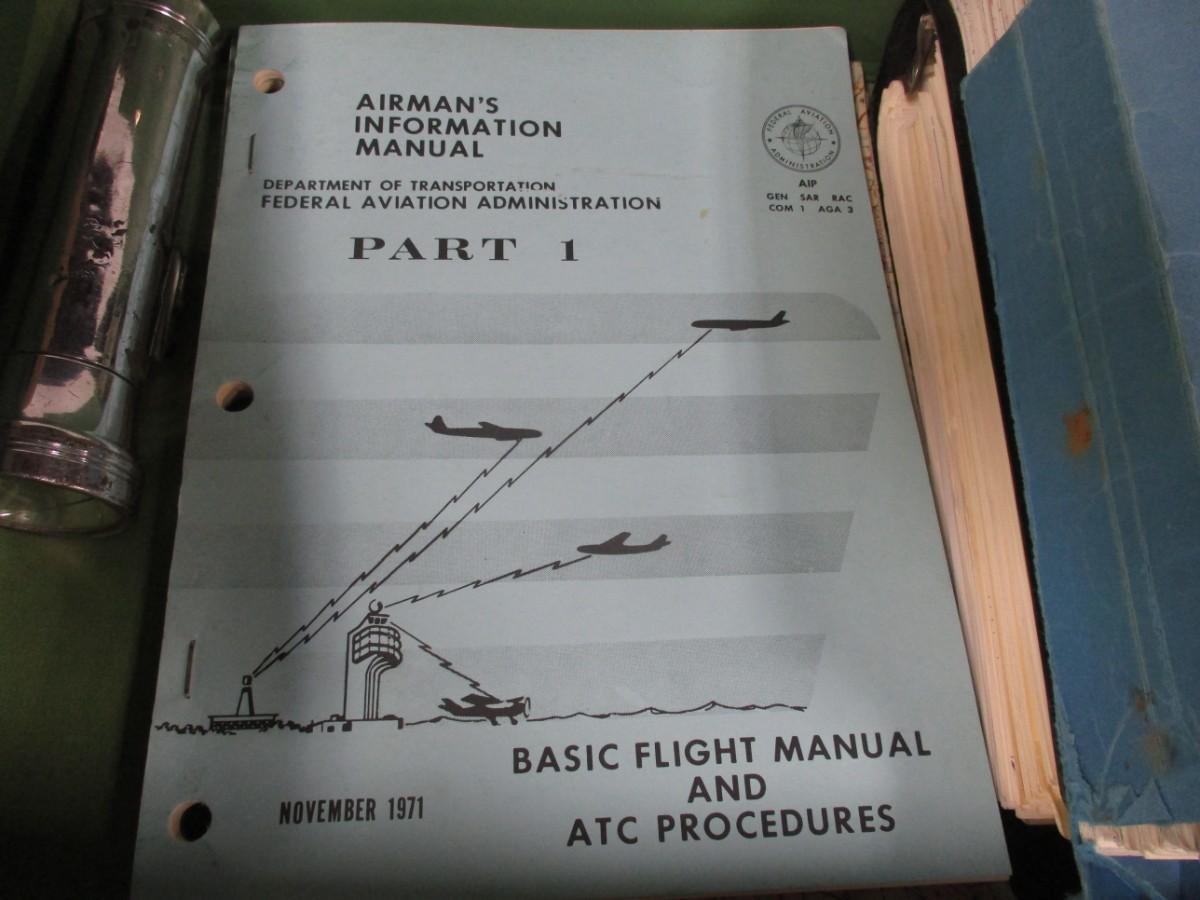 AIRMAN'S
INFORMATION
MANUAL
DEPARTMENT OF TRANSPORTATION
FEDERAL AVIATION ADMINISTRATION
PART 1
FEDERAL AVIATION
ADMINISTRATION
AIP
GEN SAR RAC
COM 1 AGA 3
BASIC FLIGHT MANUAL
AND
ATC PROCEDURES
NOVEMBER 1971